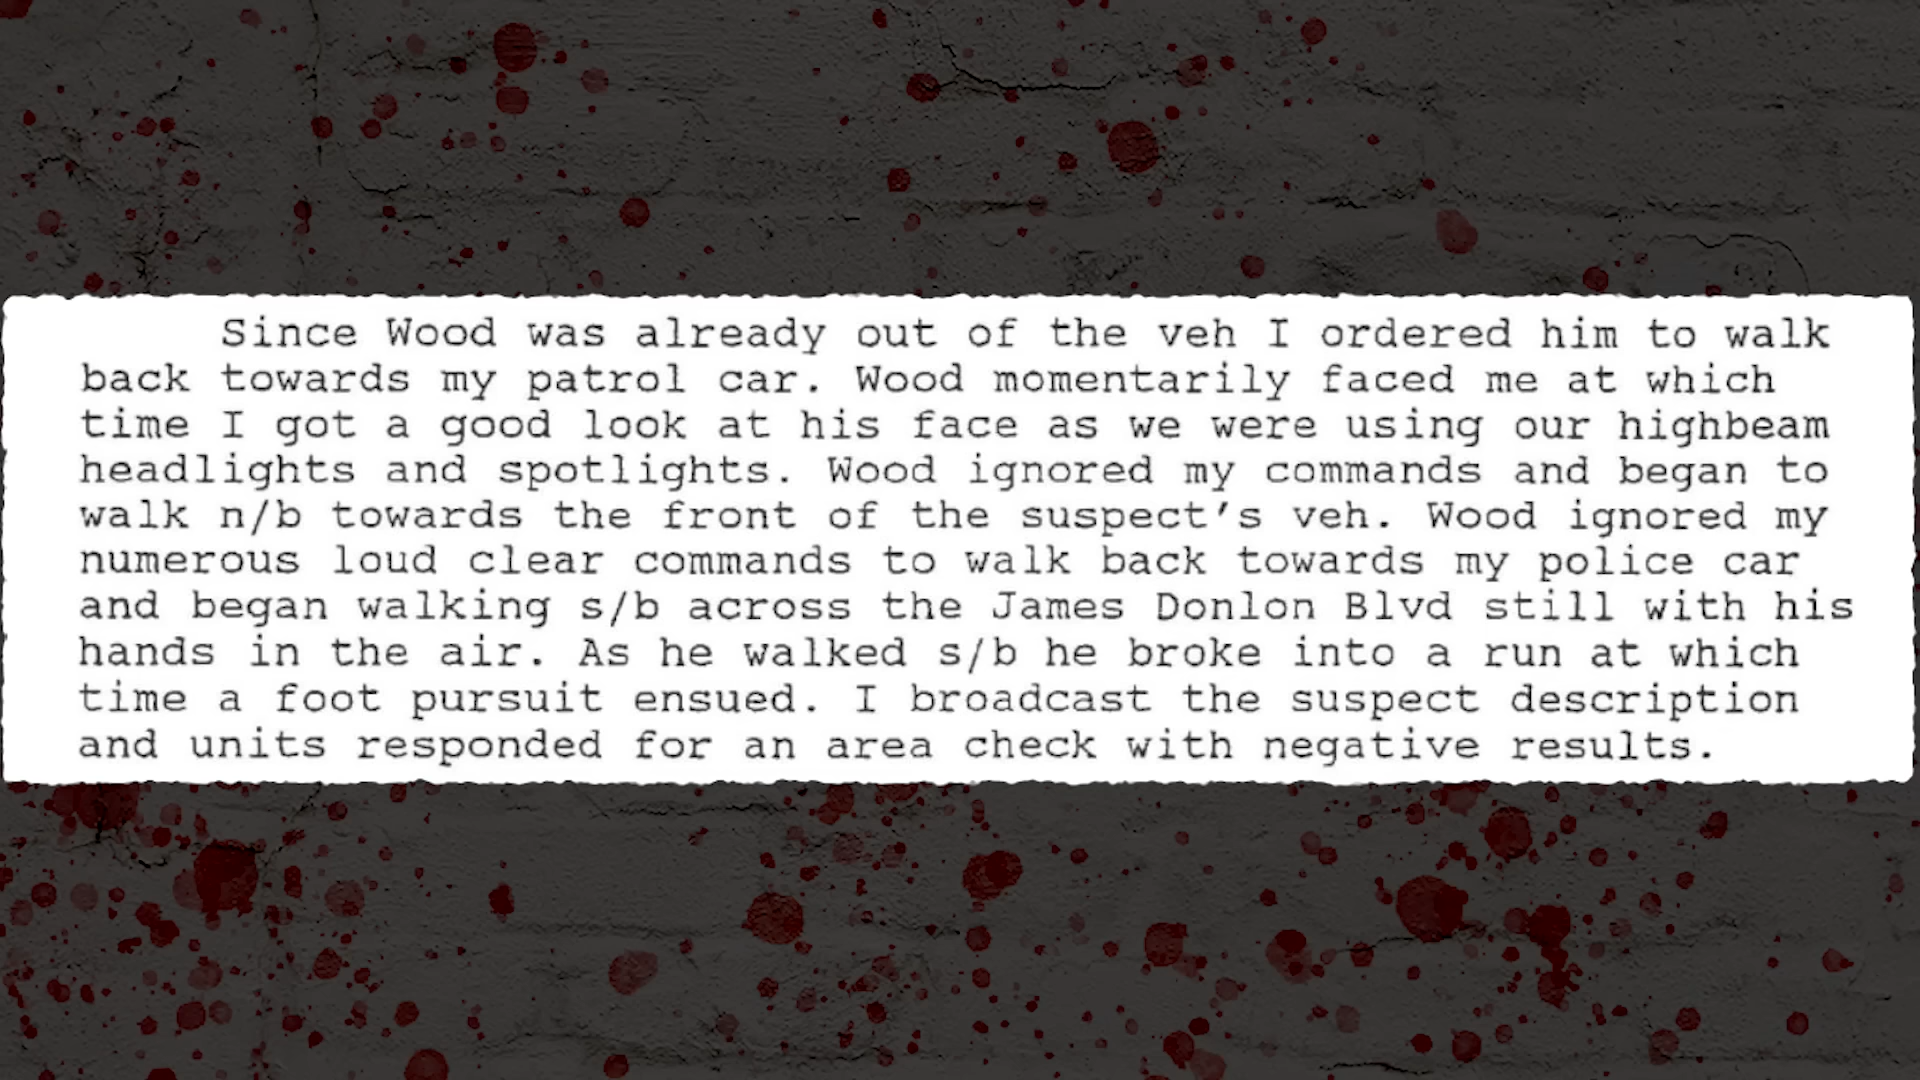 Since Wood was already out of the veh I ordered him to walk
back towards my patrol car. Wood momentarily faced me at which
time I got a good look at his face as we were using our highbeam
headlights and spotlights. Wood ignored my commands and began to
walk n/b towards the front of the suspect's veh. Wood ignored my
numerous loud clear commands to walk back towards my police car
and began walking s/b across the James Donlon Blvd still with his
hands in the air. As he walked s/b he broke into a run at which
time a foot pursuit ensued. I broadcast the suspect description
and units responded for an area check with negative results.